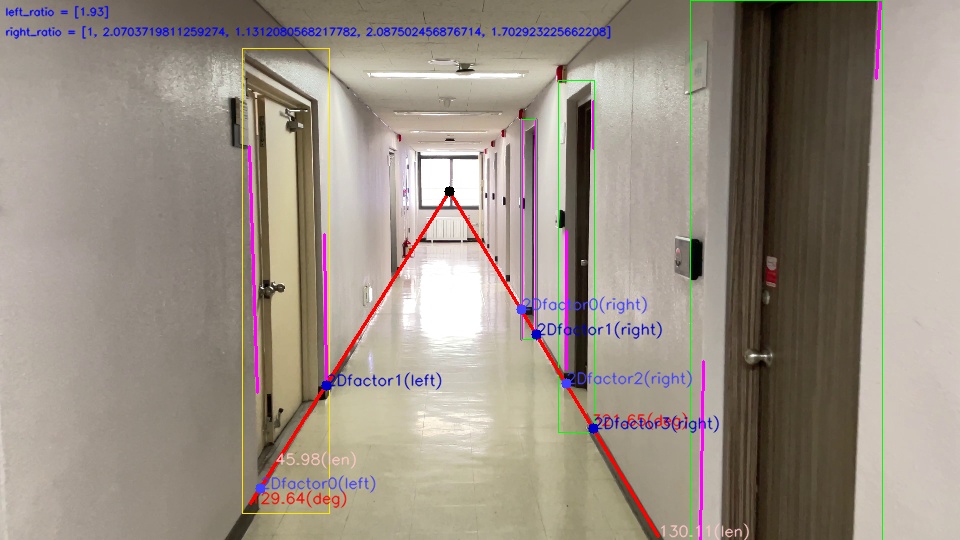 left_ratio = [1.93]
right_ratio = [1, 2.0703719811259274, 1.1312080568217782, 2.087502456876714, 1.702923225662208]
2Dfactor0(right)
2Dfactor1(right)
2Dfactor1(left)
2Dfactor2(right)
2Dfactor3(right)
45.98(len)
2Dfactor0(left)
29.64(deg)
130.11(len)